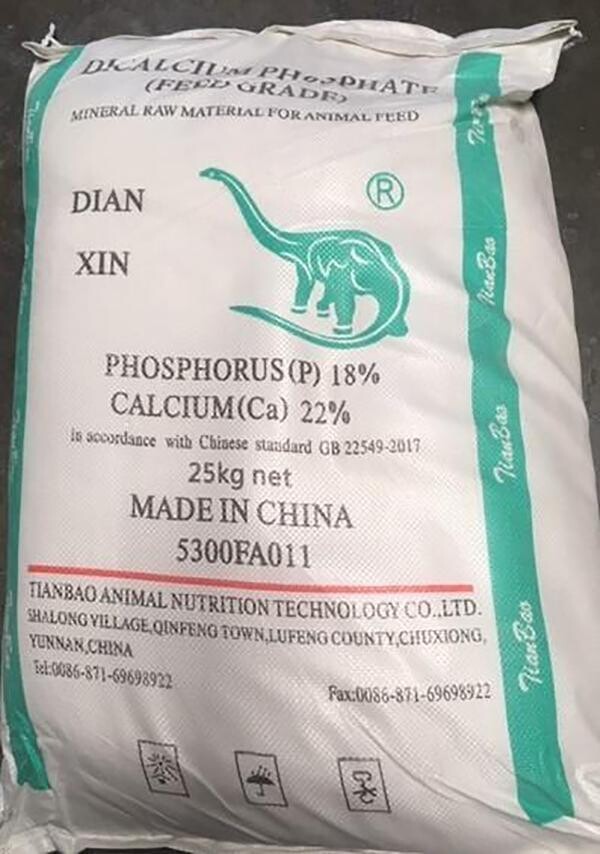 DICALCIUM PHOSPHATE
(FEED GRADE)
MINERAL RAW MATERIAL FOR ANIMAL FEED
DIAN
XIN
®
PHOSPHORUS(P) 18%
CALCIUM(Ca) 22%
in accordance with Chinese standard GB 22549-2017
25kg net
MADE IN CHINA
5300FA011
TIANBAO ANIMAL NUTRITION TECHNOLOGY CO.,LTD.
SHALONG VILLAGE,QINFENG TOWN,LUFENG COUNTY,CHUXIONG,
YUNNAN,CHINA
Tel:0086-871-69698922
Fax:0086-871-69698922
TianBao
TianBao
TianBao
TianBao